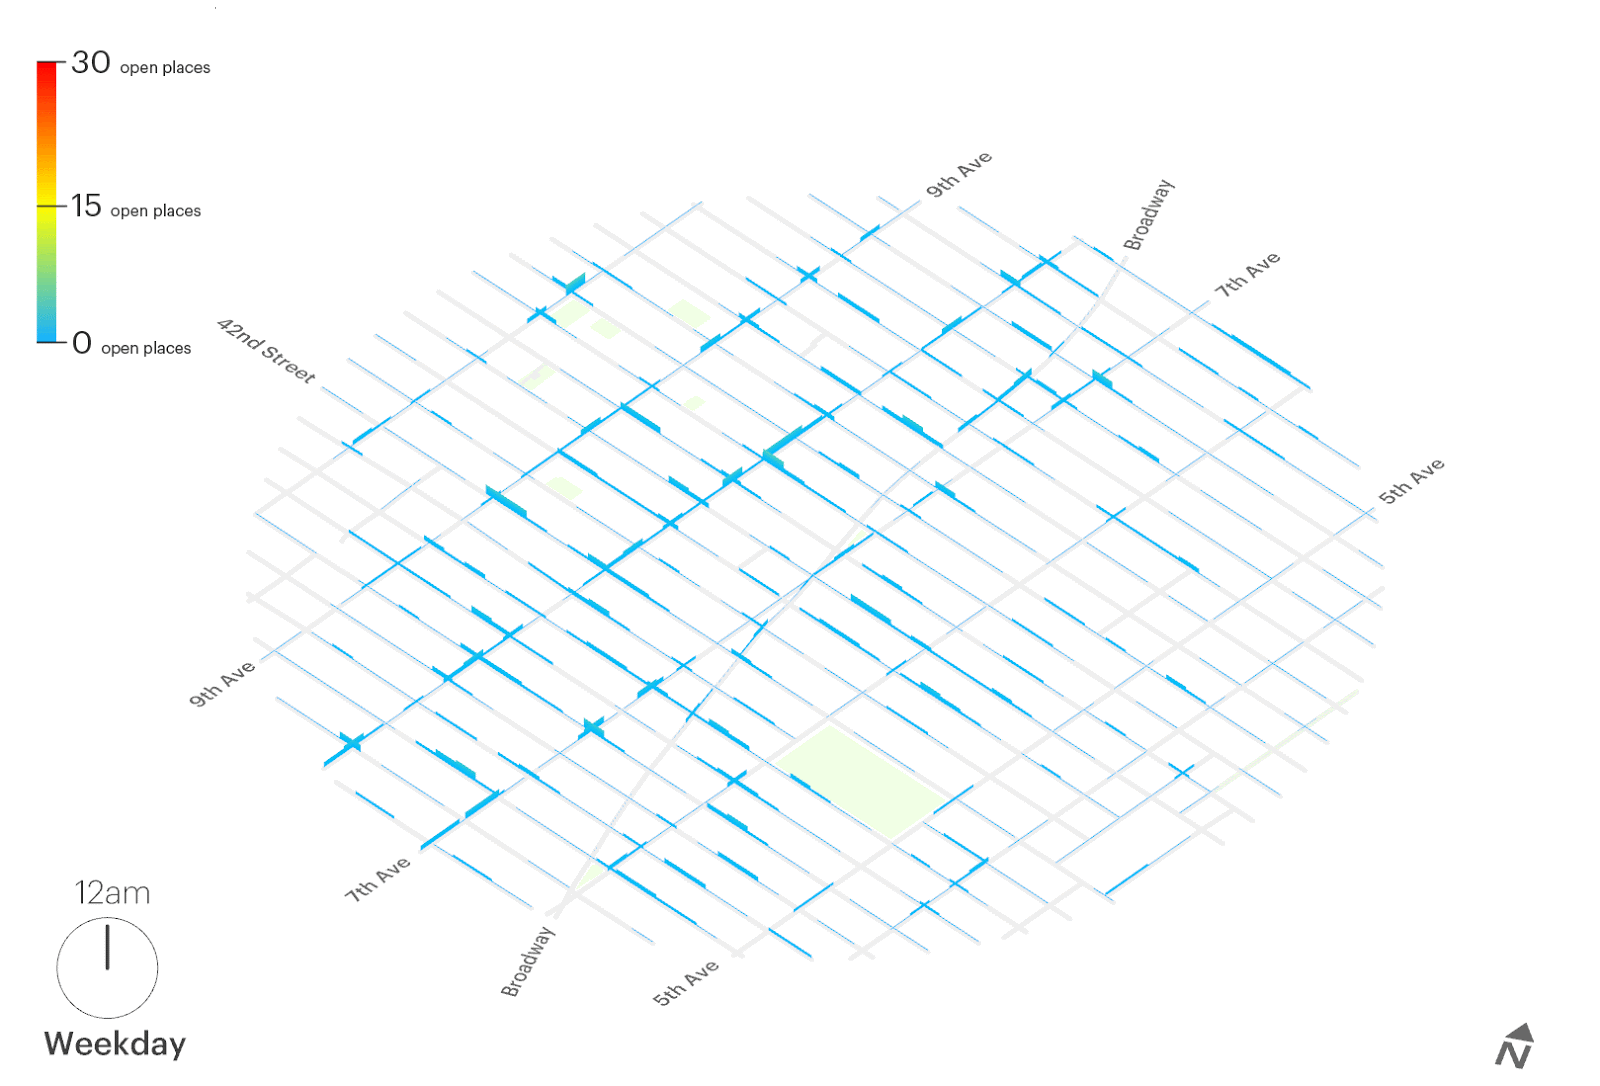 30 open places
15 open places
0 open places
9th Ave
Broadway
7th Ave
42nd Street
5th Ave
9th Ave
7th Ave
Broadway
5th Ave
12am
Weekday
N